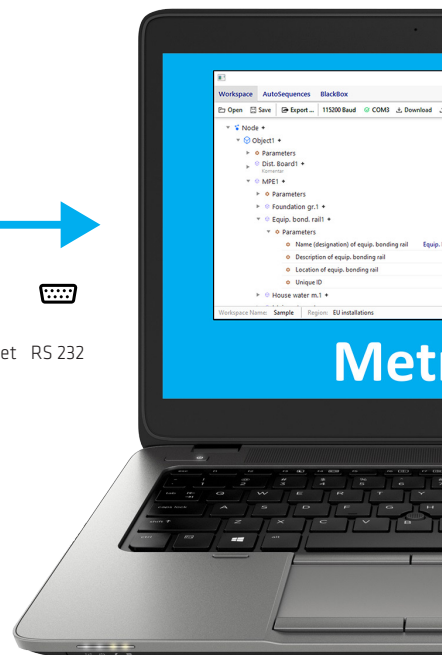 Workspace AutoSequences BlackBox
Open Save Export ... 115200 Baud COM3 Download
Node
Object1
Parameters
Dist. Board1
MPE1
Parameters
Foundation gr.1
Equip. bond. rail1
Parameters
Name (designation) of equip. bonding rail Equip.
Description of equip. bonding rail
Location of equip. bonding rail
Unique ID
House water m.1
Workspace Name: Sample Region: EU installations
et RS 232
Metr
Q W E R T Y
A S D F G H
Z X C V B